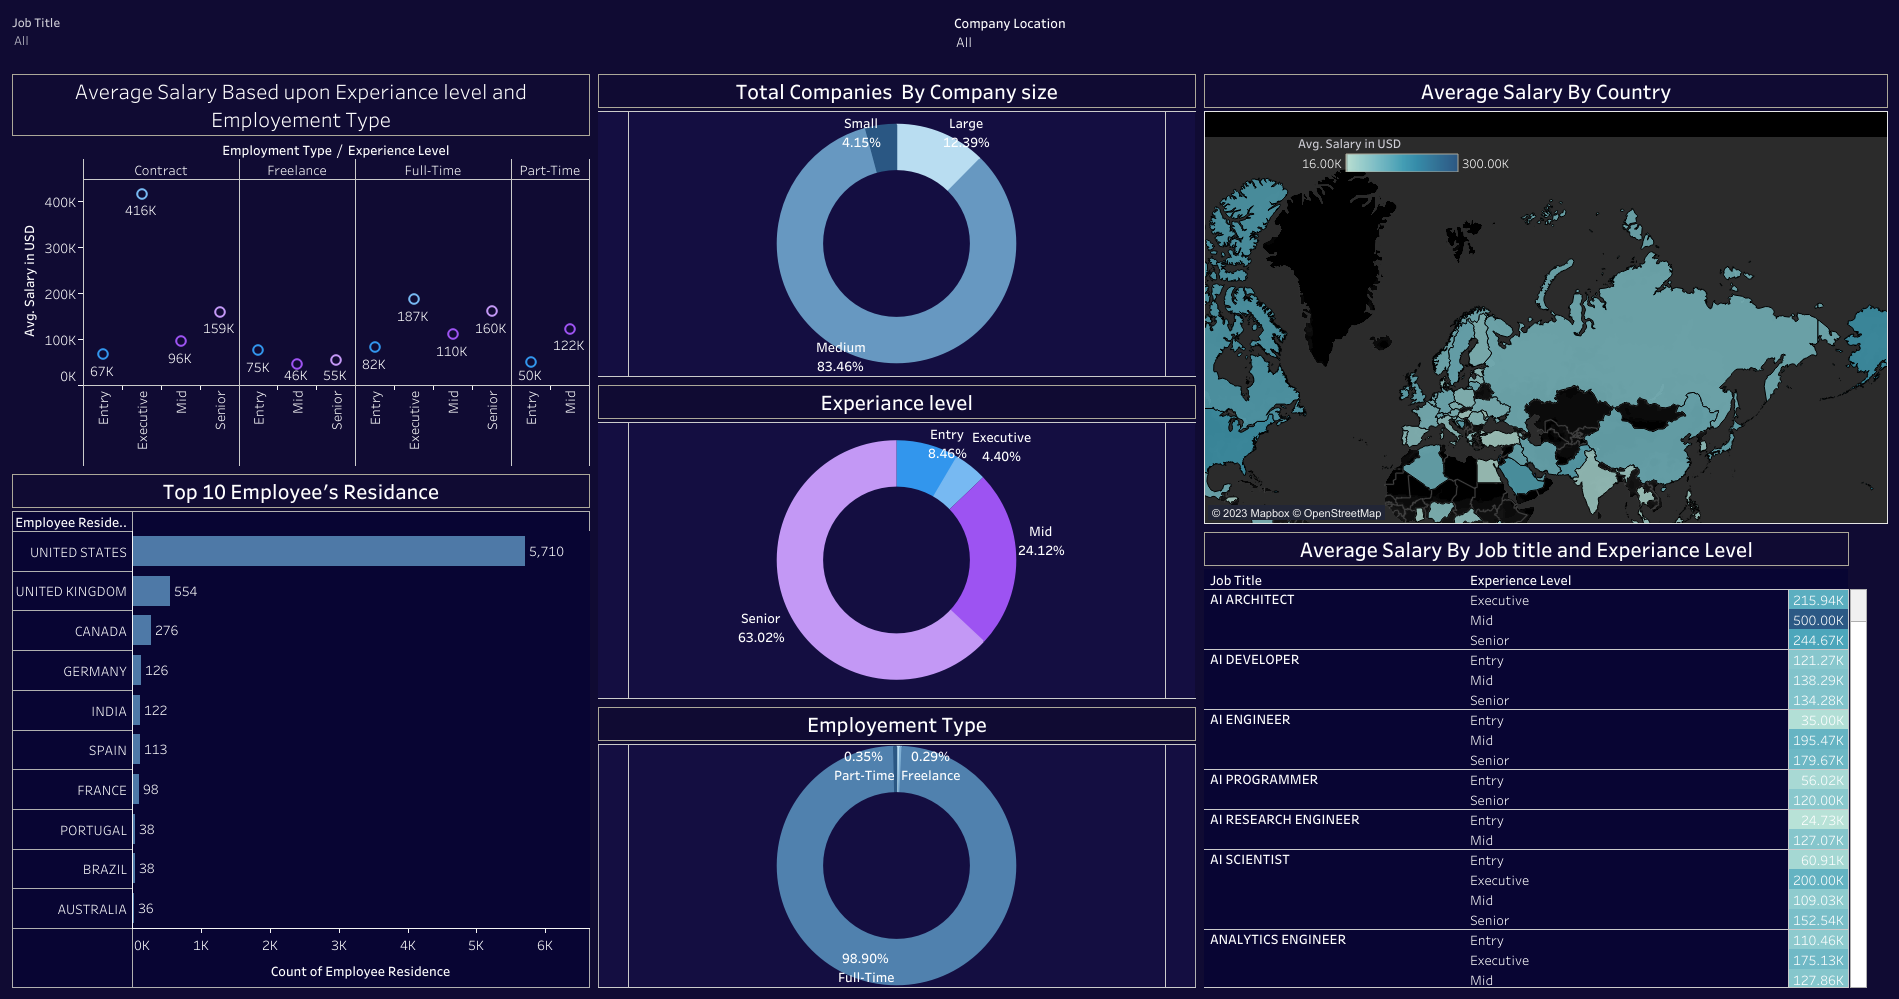 Job Title
All
Company Location
All
Average Salary Based upon Experiance level and
Employement Type
Employment Type / Experience Level
Contract
Freelance
Full-Time
Part-Time
Avg. Salary in USD
400K
300K
200K
100K
0K
67K
416K
96K
159K
75K
46K
55K
82K
187K
110K
160K
50K
122K
Entry
Executive
Mid
Senior
Entry
Mid
Senior
Entry
Executive
Mid
Senior
Entry
Mid
Top 10 Employee's Residance
Employee Reside..
UNITED STATES 5,710
UNITED KINGDOM 554
CANADA 276
GERMANY 126
INDIA 122
SPAIN 113
FRANCE 98
PORTUGAL 38
BRAZIL 38
AUSTRALIA 36
0K 1K 2K 3K 4K 5K 6K
Count of Employee Residence
Total Companies By Company size
Small
4.15%
Large
12.39%
Medium
83.46%
Experiance level
Entry
8.46%
Executive
4.40%
Mid
24.12%
Senior
63.02%
Employement Type
0.35%
Part-Time
0.29%
Freelance
98.90%
Full-Time
Average Salary By Country
Avg. Salary in USD
16.00K 300.00K
© 2023 Mapbox © OpenStreetMap
Average Salary By Job title and Experiance Level
Job Title Experience Level
AI ARCHITECT Executive 215.94K
Mid 500.00K
Senior 244.67K
AI DEVELOPER Entry 121.27K
Mid 138.29K
Senior 134.28K
AI ENGINEER Entry 35.00K
Mid 195.47K
Senior 179.67K
AI PROGRAMMER Entry 56.02K
Senior 120.00K
AI RESEARCH ENGINEER Entry 24.73K
Mid 127.07K
AI SCIENTIST Entry 60.91K
Executive 200.00K
Mid 109.03K
Senior 152.54K
ANALYTICS ENGINEER Entry 110.46K
Executive 175.13K
Mid 127.86K